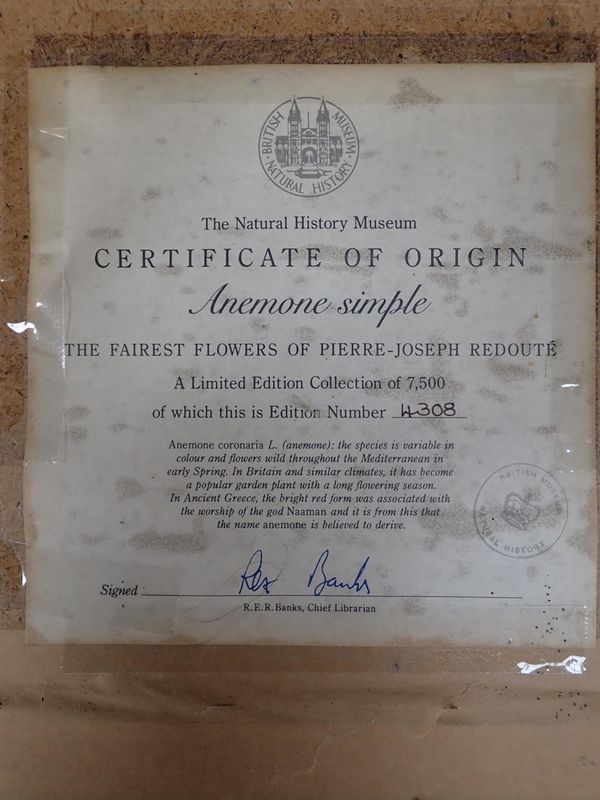 BRITISH MUSEUM
NATURAL HISTORY
The Natural History Museum
CERTIFICATE OF ORIGIN
Anemone simple
THE FAIREST FLOWERS OF PIERRE-JOSEPH REDOUTÉ
A Limited Edition Collection of 7,500
of which this is Edition Number 4308
Anemone coronaria L. (anemone): the species is variable in
colour and flowers wild throughout the Mediterranean in
early Spring. In Britain and similar climates, it has become
a popular garden plant with a long flowering season.
In Ancient Greece, the bright red form was associated with
the worship of the god Naaman and it is from this that
the name anemone is believed to derive.
BRITISH MUSEUM
NATURAL HISTORY
Signed Rex Banks
R.E.R. Banks, Chief Librarian